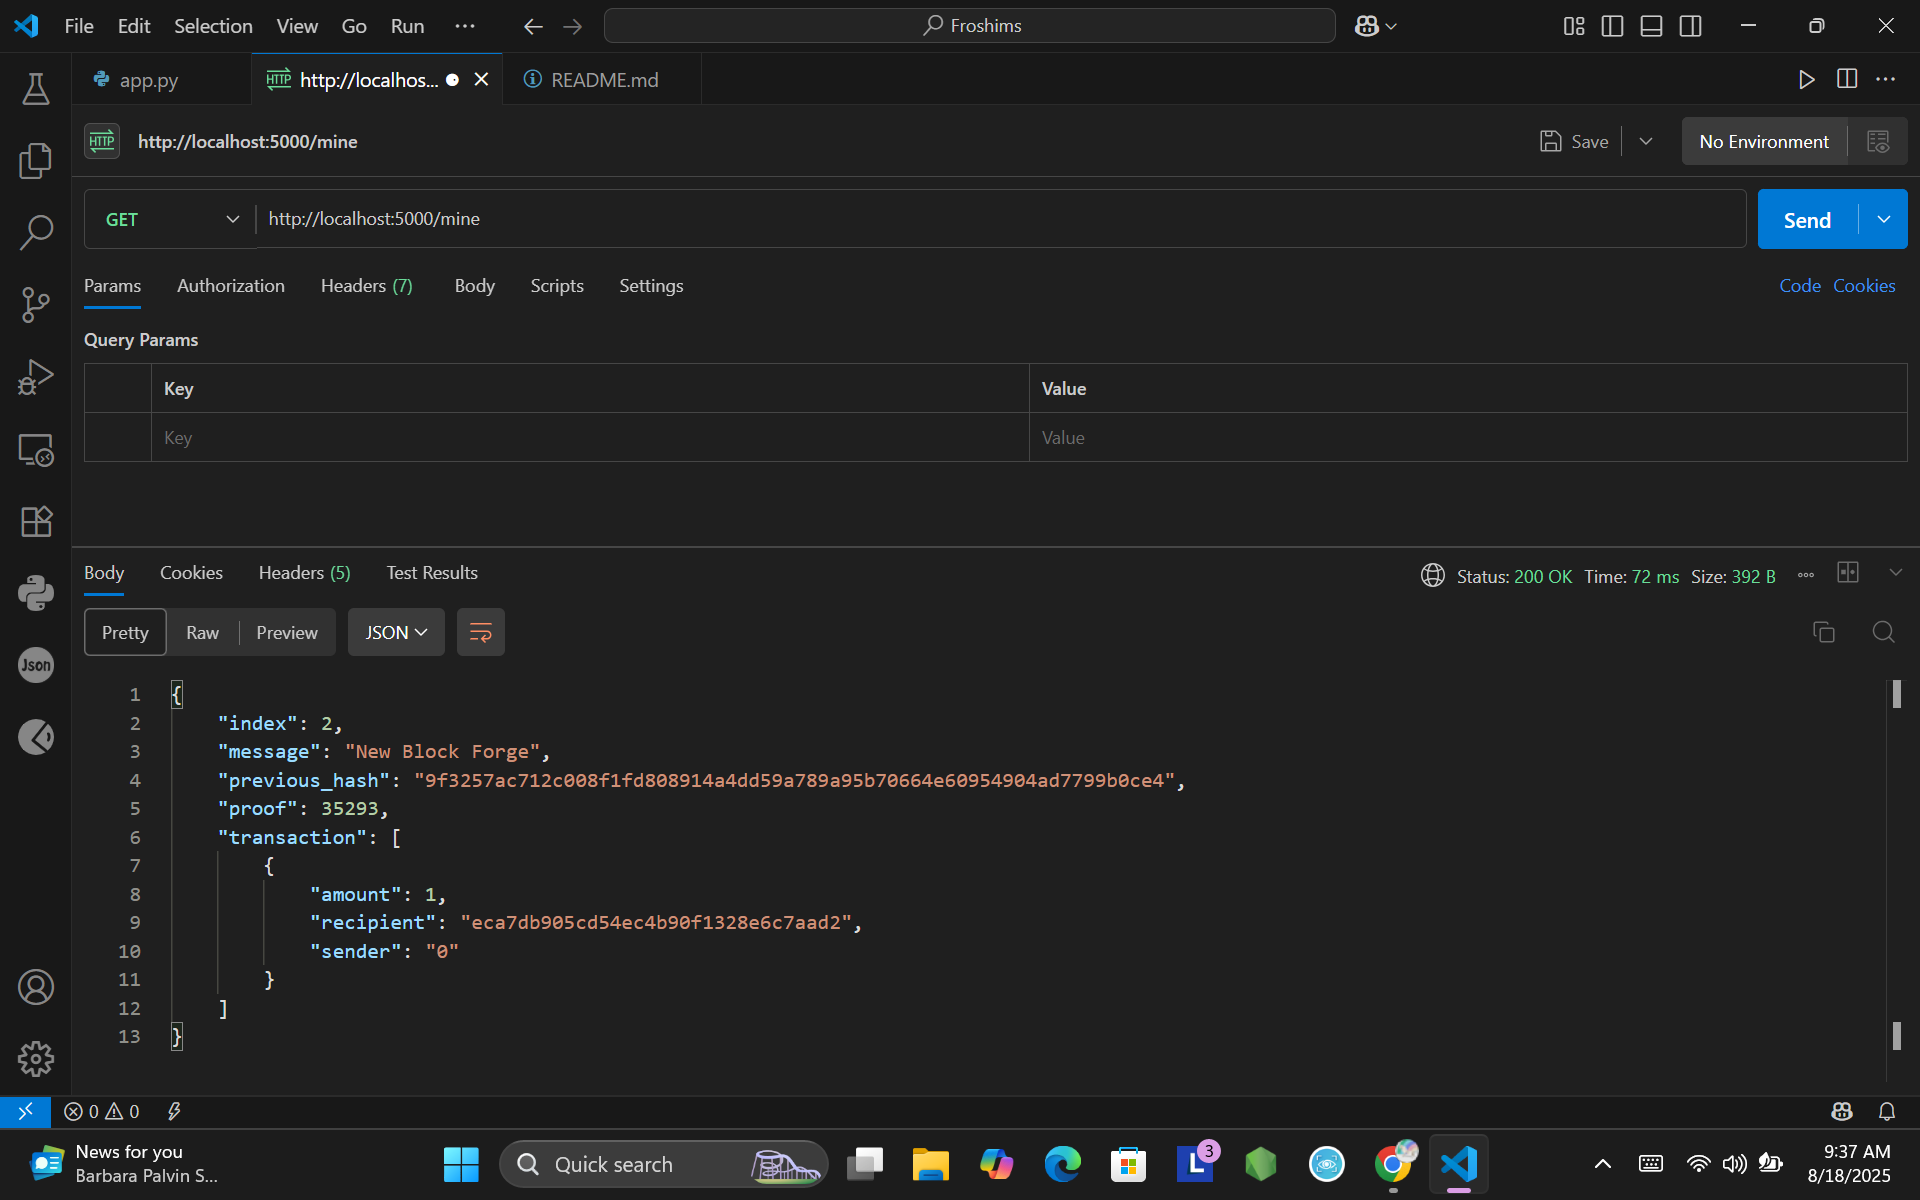 File Edit Selection View Go Run ··· Froshims
app.py
HTTP http://localhos... README.md
HTTP http://localhost:5000/mine Save No Environment
GET http://localhost:5000/mine Send
Params Authorization Headers (7) Body Scripts Settings Code Cookies
Query Params
Key Value
Key Value
Body Cookies Headers (5) Test Results Status: 200 OK Time: 72 ms Size: 392 B
Pretty Raw Preview JSON
1 {
2 "index": 2,
3 "message": "New Block Forge",
4 "previous_hash": "9f3257ac712c008f1fd808914a4dd59a789a95b70664e60954904ad7799b0ce4",
5 "proof": 35293,
6 "transaction": [
7 {
8 "amount": 1,
9 "recipient": "eca7db905cd54ec4b90f1328e6c7aad2",
10 "sender": "0"
11 }
12 ]
13 }
Json
0 0
News for you
Barbara Palvin S...
Quick search
L 3
9:37 AM
8/18/2025